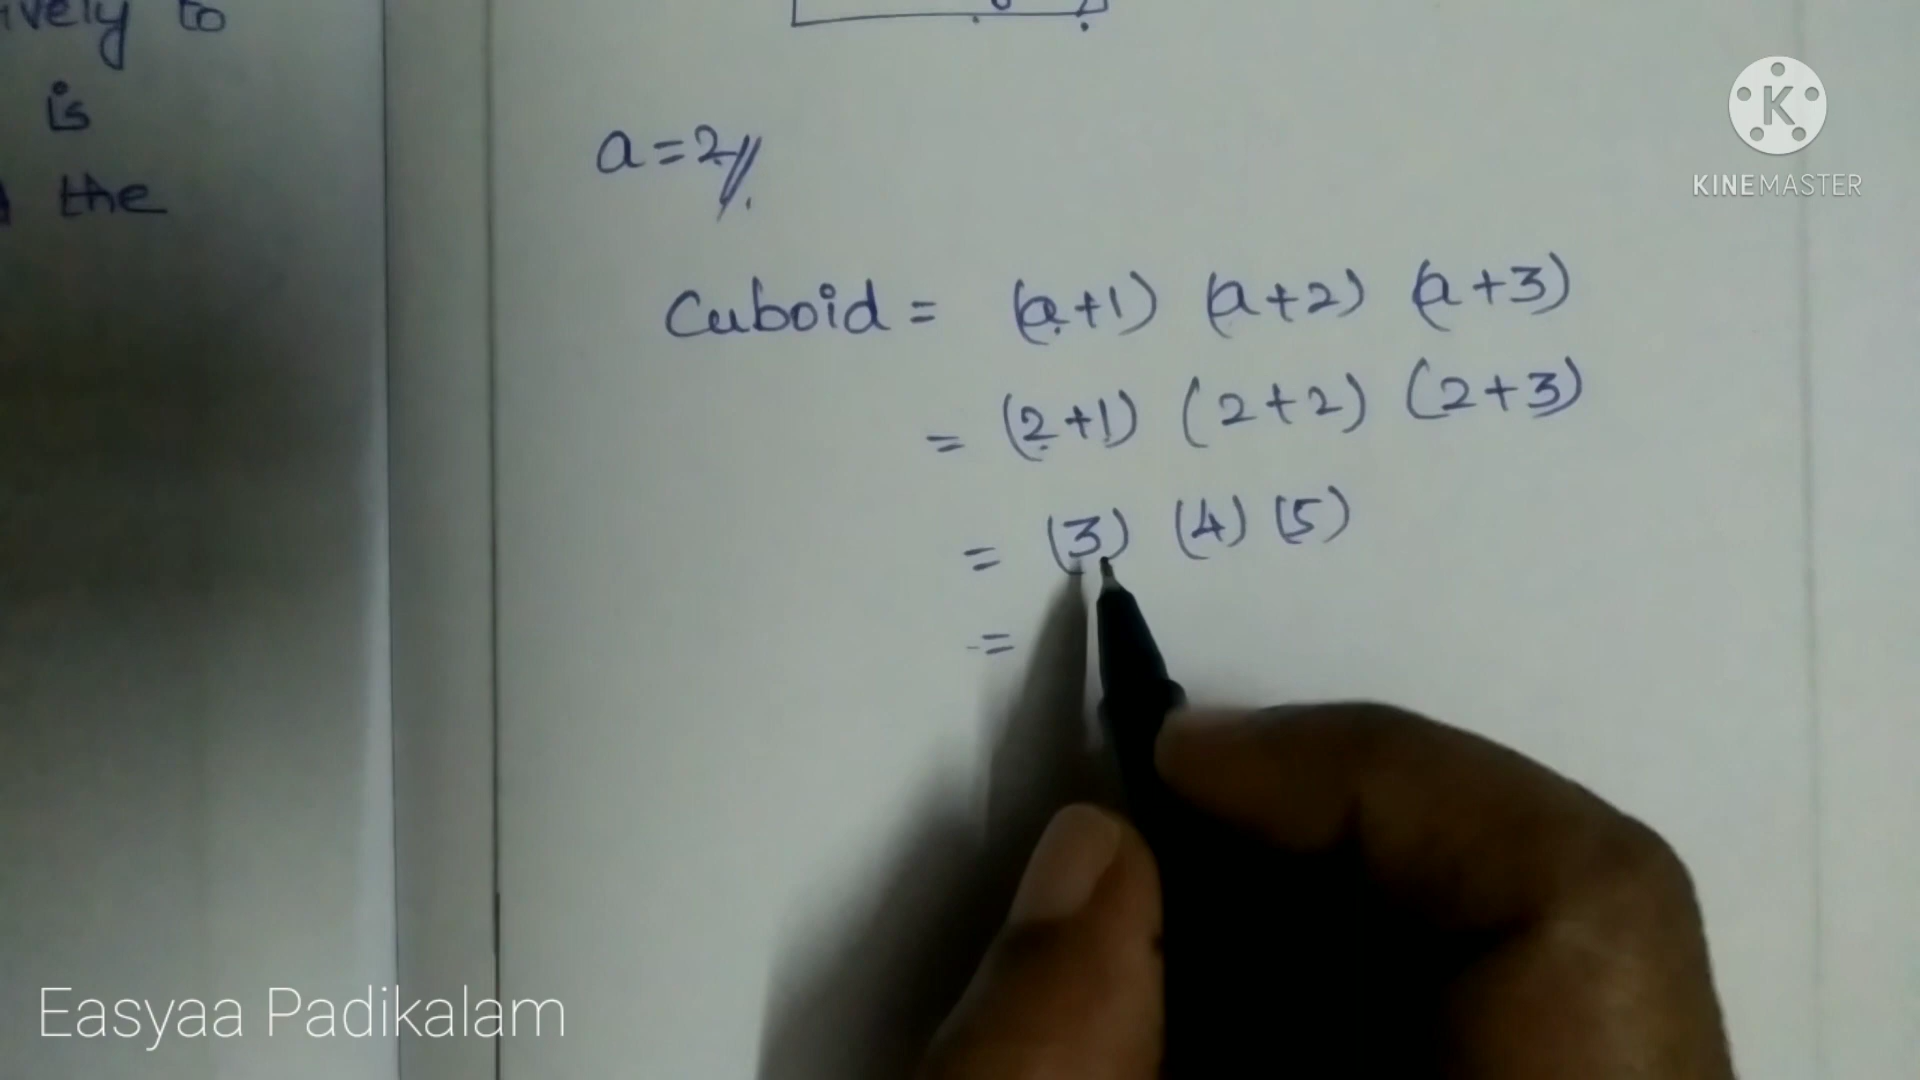 ively to
is
the
a = 2
Cuboid = (a+1) (a+2) (a+3)
= (2+1) (2+2) (2+3)
= (3) (4) (5)
=
K
KINEMASTER
Easyaa Padikalam